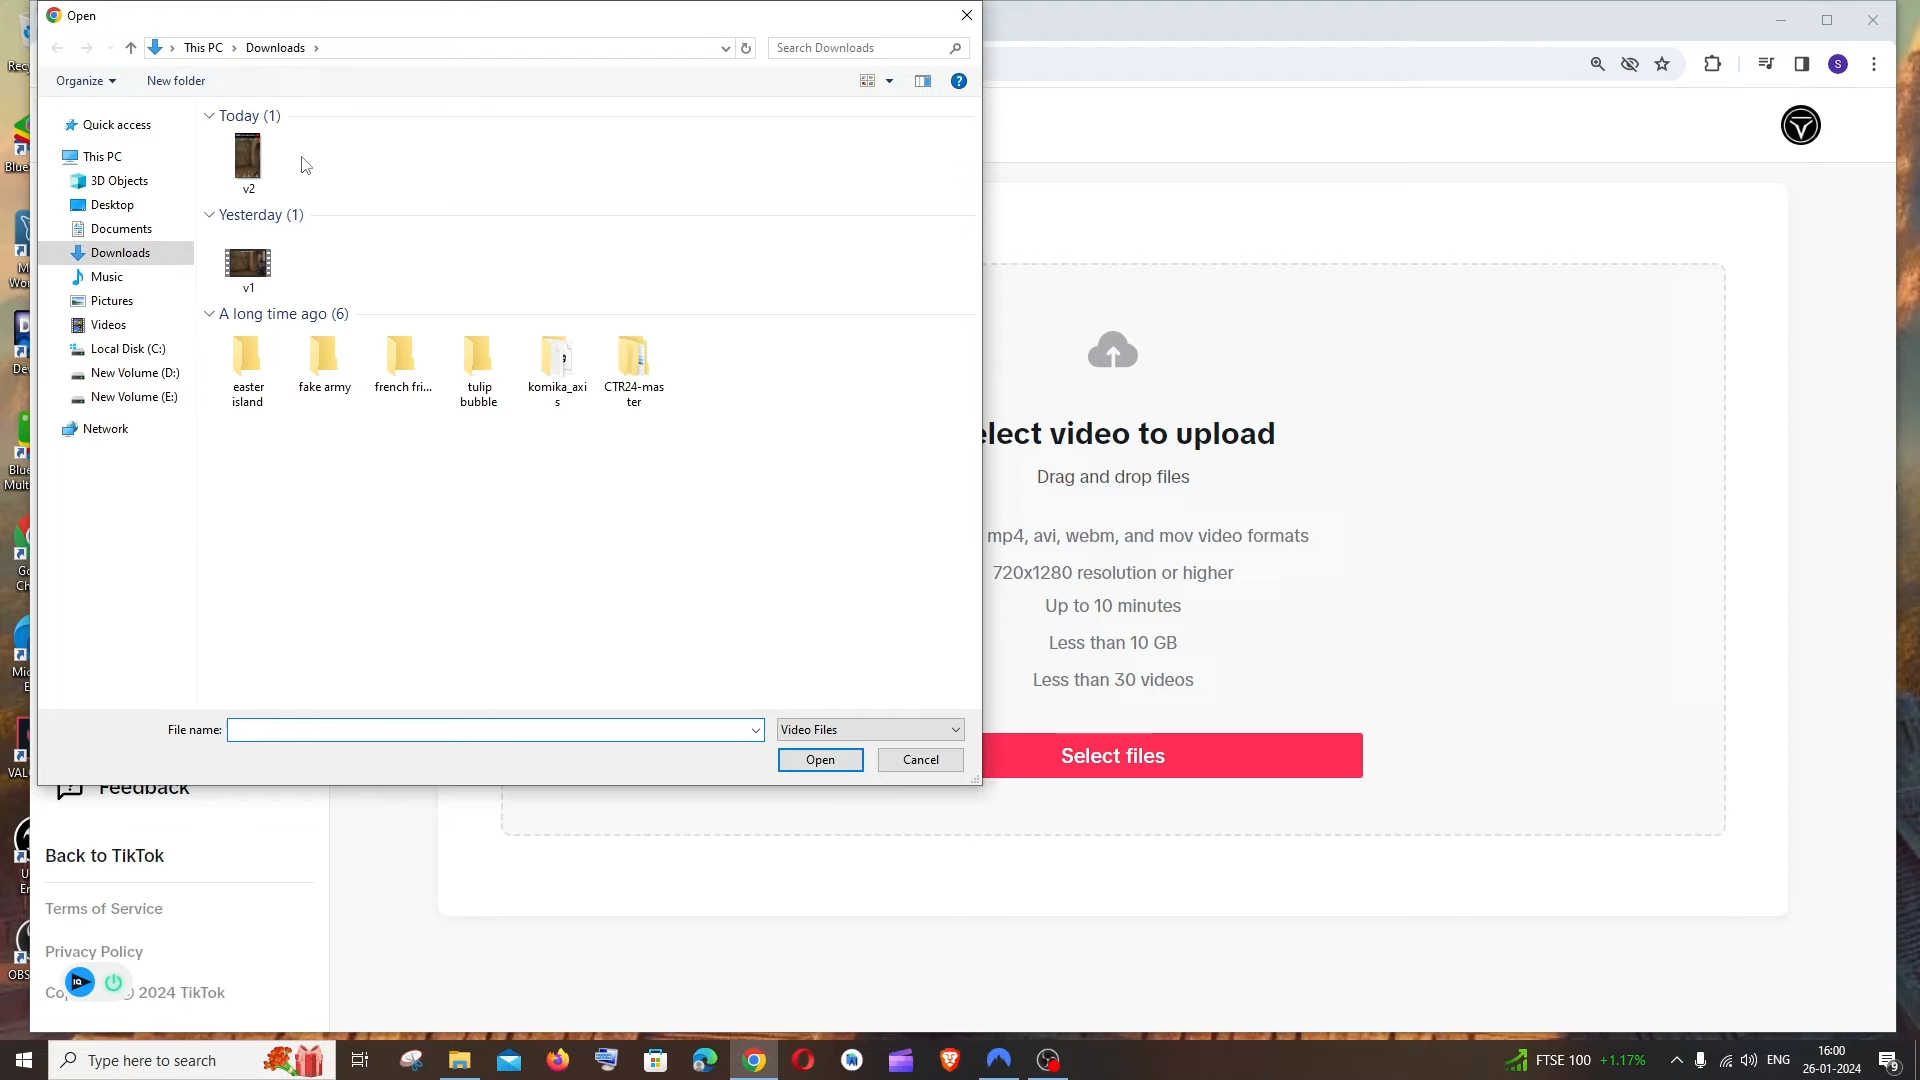 Open
This PC
Downloads
Search Downloads
Organize
New folder
Quick access
This PC
3D Objects
Desktop
Documents
Downloads
Music
Pictures
Videos
Local Disk (C:)
New Volume (D:)
New Volume (E:)
Network
Today (1)
v2
Yesterday (1)
v1
A long time ago (6)
easter
island
fake army
french fri...
tulip
bubble
komika_axi
s
CTR24-mas
ter
File name:
Video Files
Open
Cancel
S
elect video to upload
Drag and drop files
mp4, avi, webm, and mov video formats
720x1280 resolution or higher
Up to 10 minutes
Less than 10 GB
Less than 30 videos
Select files
Feedback
Back to TikTok
Terms of Service
Privacy Policy
2024 TikTok
Type here to search
FTSE 100 +1.17%
ENG
16:00
26-01-2024
9